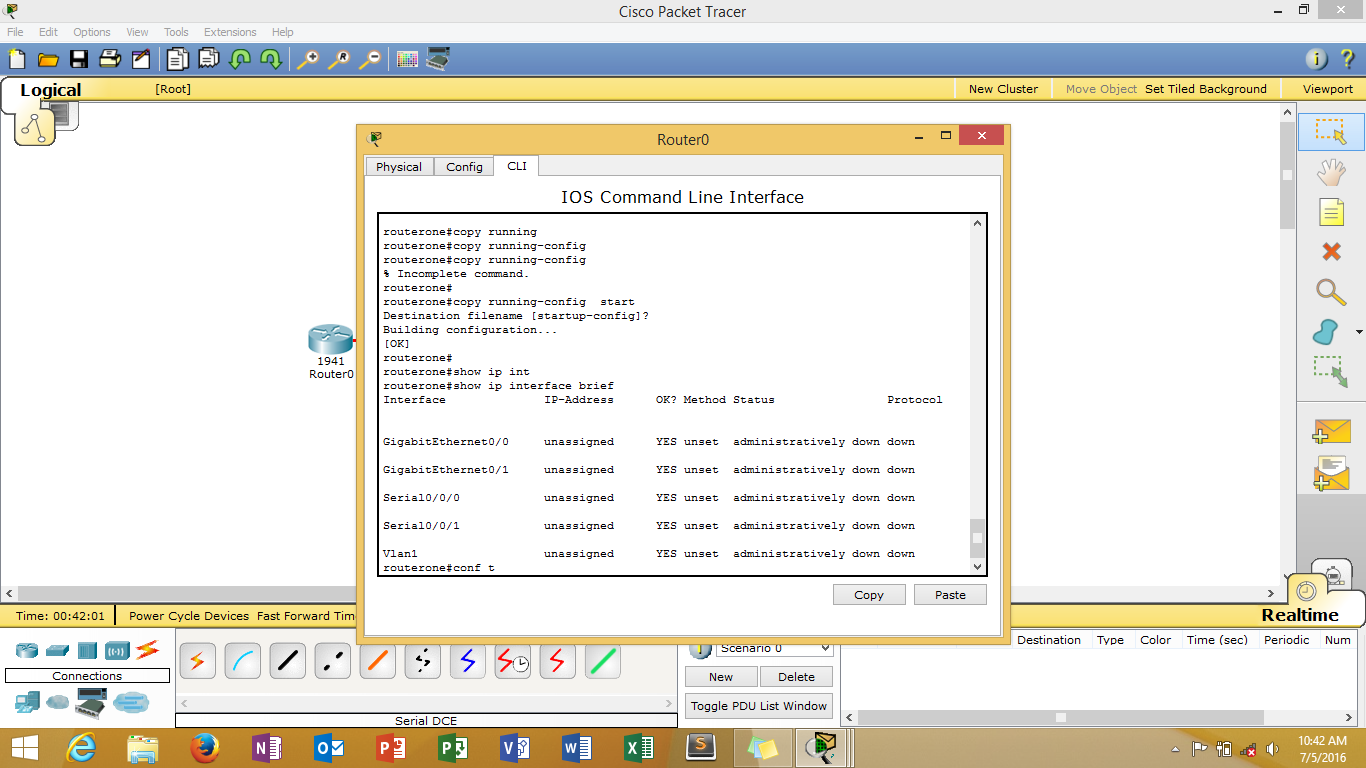 Cisco Packet Tracer
File Edit Options View Tools Extensions Help
Logical [Root] New Cluster Move Object Set Tiled Background Viewport
Router0
Physical Config CLI
IOS Command Line Interface
routerone#copy running
routerone#copy running-config
routerone#copy running-config
% Incomplete command.
routerone#
routerone#copy running-config  start
Destination filename [startup-config]?
Building configuration...
[OK]
routerone#
routerone#show ip int
routerone#show ip interface brief
Interface IP-Address OK? Method Status Protocol
GigabitEthernet0/0 unassigned YES unset administratively down down
GigabitEthernet0/1 unassigned YES unset administratively down down
Serial0/0/0 unassigned YES unset administratively down down
Serial0/0/1 unassigned YES unset administratively down down
Vlan1 unassigned YES unset administratively down down
routerone#conf t
Copy Paste
1941
Router0
Time: 00:42:01 Power Cycle Devices Fast Forward Tim
Realtime
Connections
Serial DCE
Scenario 0
New Delete
Toggle PDU List Window
Destination Type Color Time (sec) Periodic Num
10:42 AM
7/5/2016